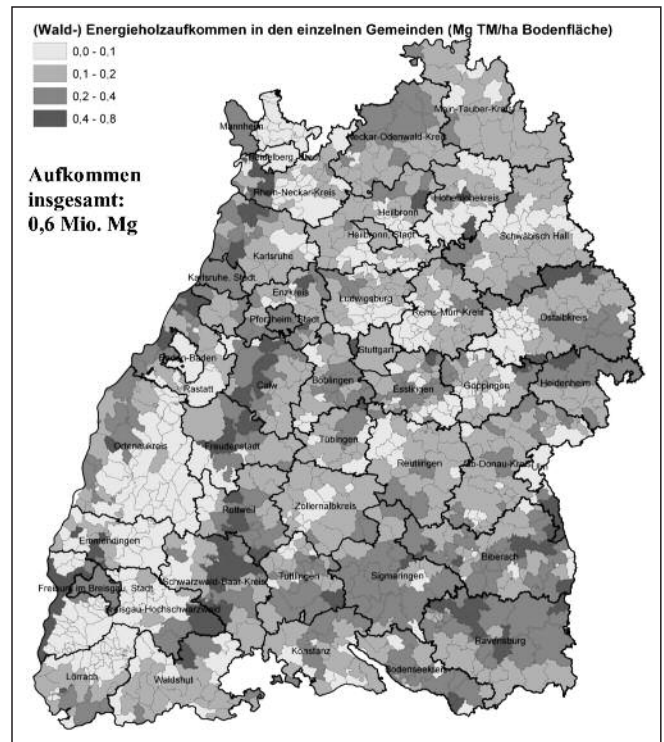 (Wald-) Energieholzaufkommen in den einzelnen Gemeinden (Mg TM/ha Bodenfläche)
0,0 - 0,1
0,1 - 0,2
0,2 - 0,4
0,4 - 0,8
Aufkommen
insgesamt:
0,6 Mio. Mg
Main-Tauber-Kreis
Mannheim
Neckar-Odenwald-Kreis
Heidelberg, Stadt
Rhein-Neckar-Kreis
Hohenlohekreis
Heilbronn
Heilbronn, Stadt
Schwäbisch Hall
Karlsruhe
Karlsruhe, Stadt
Enzkreis
Ludwigsburg
Rems-Murr-Kreis
Pforzheim, Stadt
Ostalbkreis
Stuttgart
Baden-Baden
Rastatt
Calw
Böblingen
Esslingen
Göppingen
Heidenheim
Ortenaukreis
Freudenstadt
Tübingen
Reutlingen
Alb-Donau-Kreis
Ulm
Rottweil
Zollernalbkreis
Emmendingen
Biberach
Schwarzwald-Baar-Kreis
Tuttlingen
Sigmaringen
Freiburg im Breisgau, Stadt
Breisgau-Hochschwarzwald
Ravensburg
Konstanz
Bodenseekreis
Lörrach
Waldshut